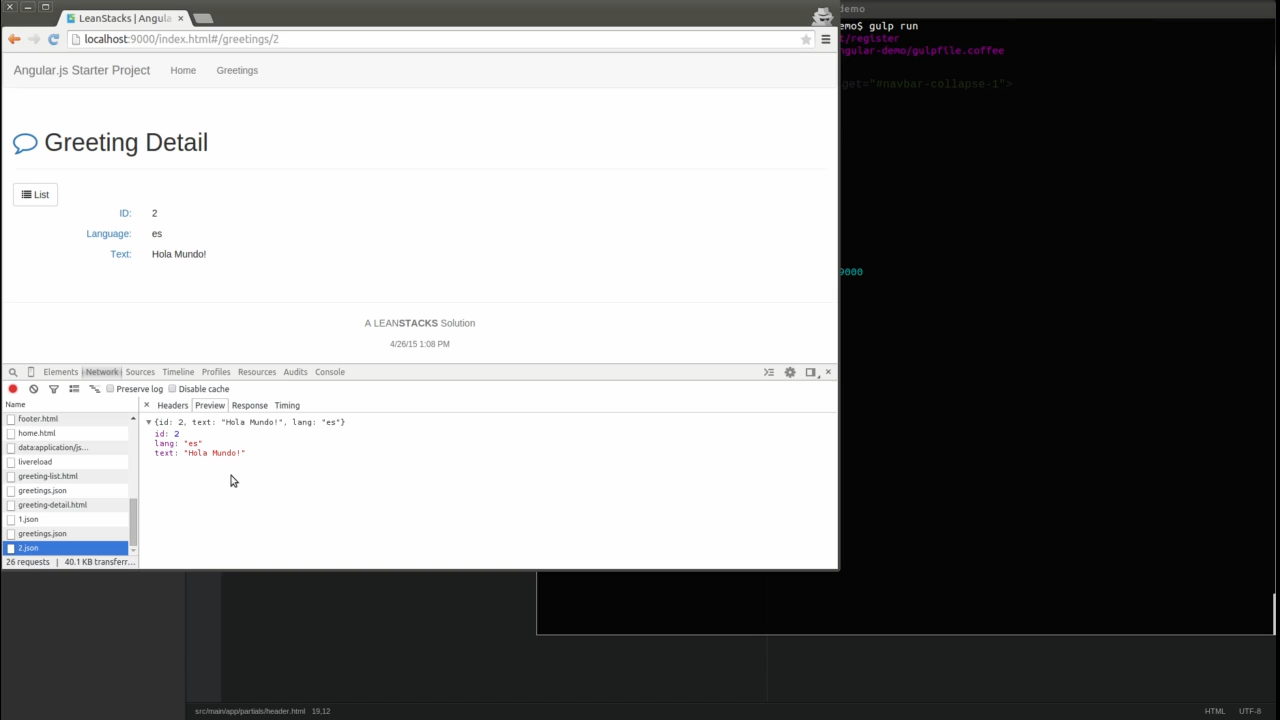 LeanStacks | Angula
demo
localhost:9000/index.html#/greetings/2
emo$ gulp run
t/register
ngular-demo/gulpfile.coffee
Angular.js Starter Project Home Greetings
get="#navbar-collapse-1">
Greeting Detail
List
ID: 2
Language: es
Text: Hola Mundo!
9000
A LEANSTACKS Solution
4/26/15 1:08 PM
Elements Network Sources Timeline Profiles Resources Audits Console
Preserve log Disable cache
Name
Headers Preview Response Timing
footer.html
home.html
data:application/js...
livereload
greeting-list.html
greetings.json
greeting-detail.html
1.json
greetings.json
2.json
26 requests | 40.1 KB transferr...
{id: 2, text: "Hola Mundo!", lang: "es"}
id: 2
lang: "es"
text: "Hola Mundo!"
src/main/app/partials/header.html 19,12
HTML UTF-8